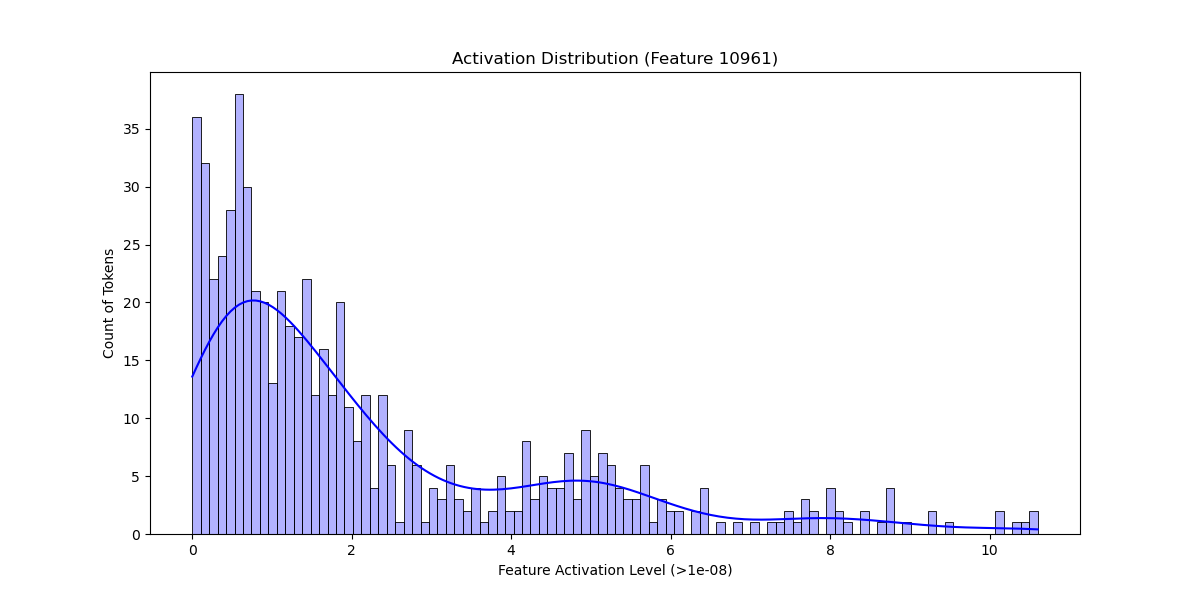 Activation Distribution (Feature 10961)
Count of Tokens
35
30
25
20
15
10
5
0
0 2 4 6 8 10
Feature Activation Level (>1e-08)